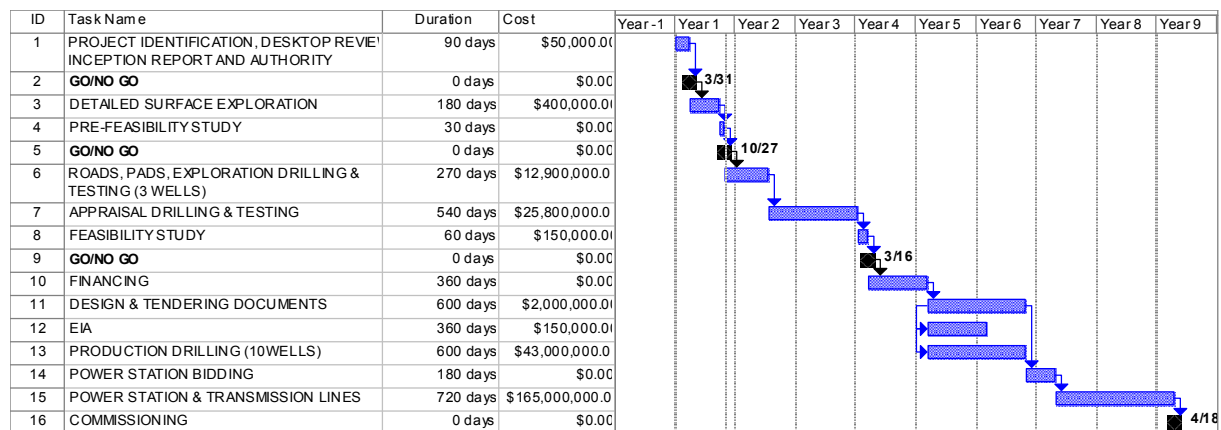 ID Task Name Duration Cost Year -1 Year 1 Year 2 Year 3 Year 4 Year 5 Year 6 Year 7 Year 8 Year 9
1 PROJECT IDENTIFICATION, DESKTOP REVIEW 90 days $50,000.00
INCEPTION REPORT AND AUTHORITY
2 GO/NO GO 0 days $0.00 3/31
3 DETAILED SURFACE EXPLORATION 180 days $400,000.00
4 PRE-FEASIBILITY STUDY 30 days $0.00
5 GO/NO GO 0 days $0.00 10/27
6 ROADS, PADS, EXPLORATION DRILLING & 270 days $12,900,000.0
TESTING (3 WELLS)
7 APPRAISAL DRILLING & TESTING 540 days $25,800,000.0
8 FEASIBILITY STUDY 60 days $150,000.00
9 GO/NO GO 0 days $0.00 3/16
10 FINANCING 360 days $0.00
11 DESIGN & TENDERING DOCUMENTS 600 days $2,000,000.00
12 EIA 360 days $150,000.00
13 PRODUCTION DRILLING (10WELLS) 600 days $43,000,000.0
14 POWER STATION BIDDING 180 days $0.00
15 POWER STATION & TRANSMISSION LINES 720 days $165,000,000.0
16 COMMISSIONING 0 days $0.00 4/18